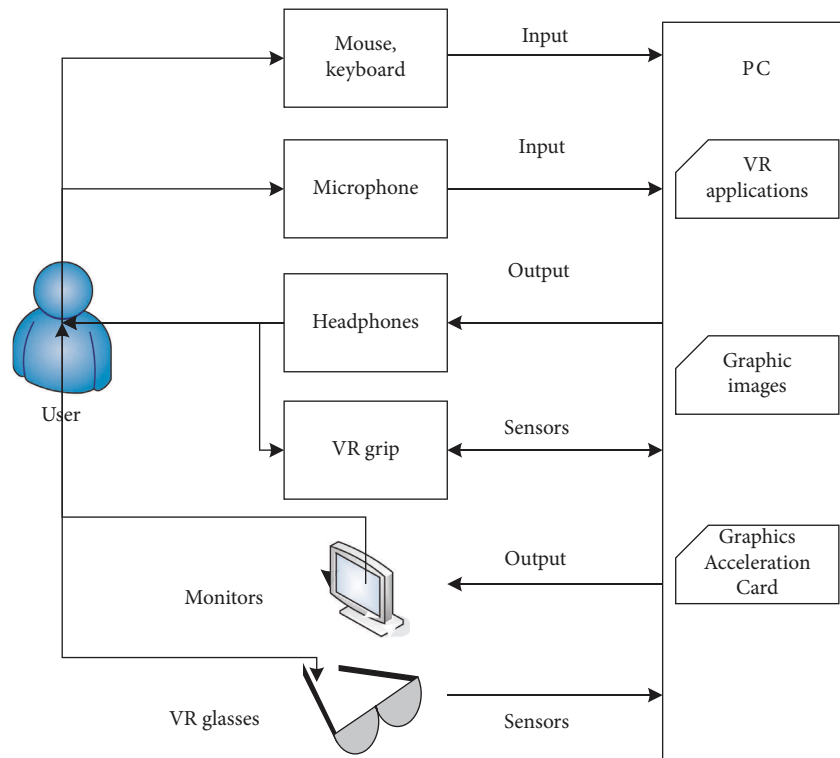 Mouse,
keyboard
Input
PC
Microphone
Input
VR
applications
Headphones
Output
Graphic
images
User
VR grip
Sensors
Monitors
Output
Graphics
Acceleration
Card
VR glasses
Sensors